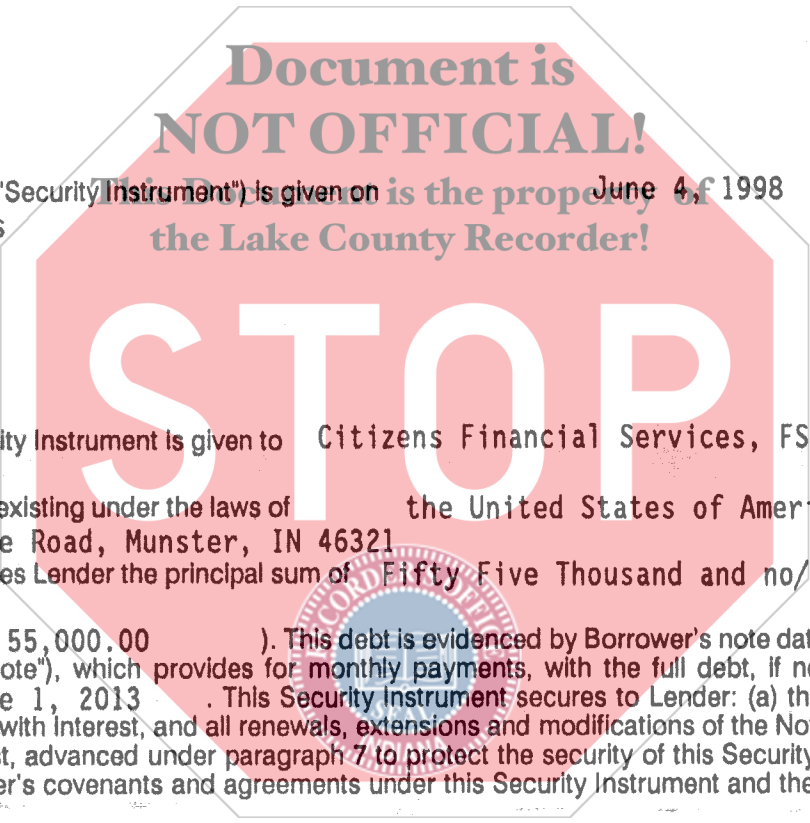 Document is
NOT OFFICIAL!
"Security Instrument") is given on June 4, 1998
This Document is the property of
the Lake County Recorder!
STOP
ity Instrument is given to Citizens Financial Services, FS
existing under the laws of the United States of Amer
e Road, Munster, IN 46321
es Lender the principal sum of Fifty Five Thousand and no/
55,000.00 ). This debt is evidenced by Borrower's note dat
ote"), which provides for monthly payments, with the full debt, if n
e 1, 2013 . This Security Instrument secures to Lender: (a) th
with interest, and all renewals, extensions and modifications of the No
st, advanced under paragraph 7 to protect the security of this Security
er's covenants and agreements under this Security Instrument and the
RECORDER'S OFFICE
SEAL
INDIANA